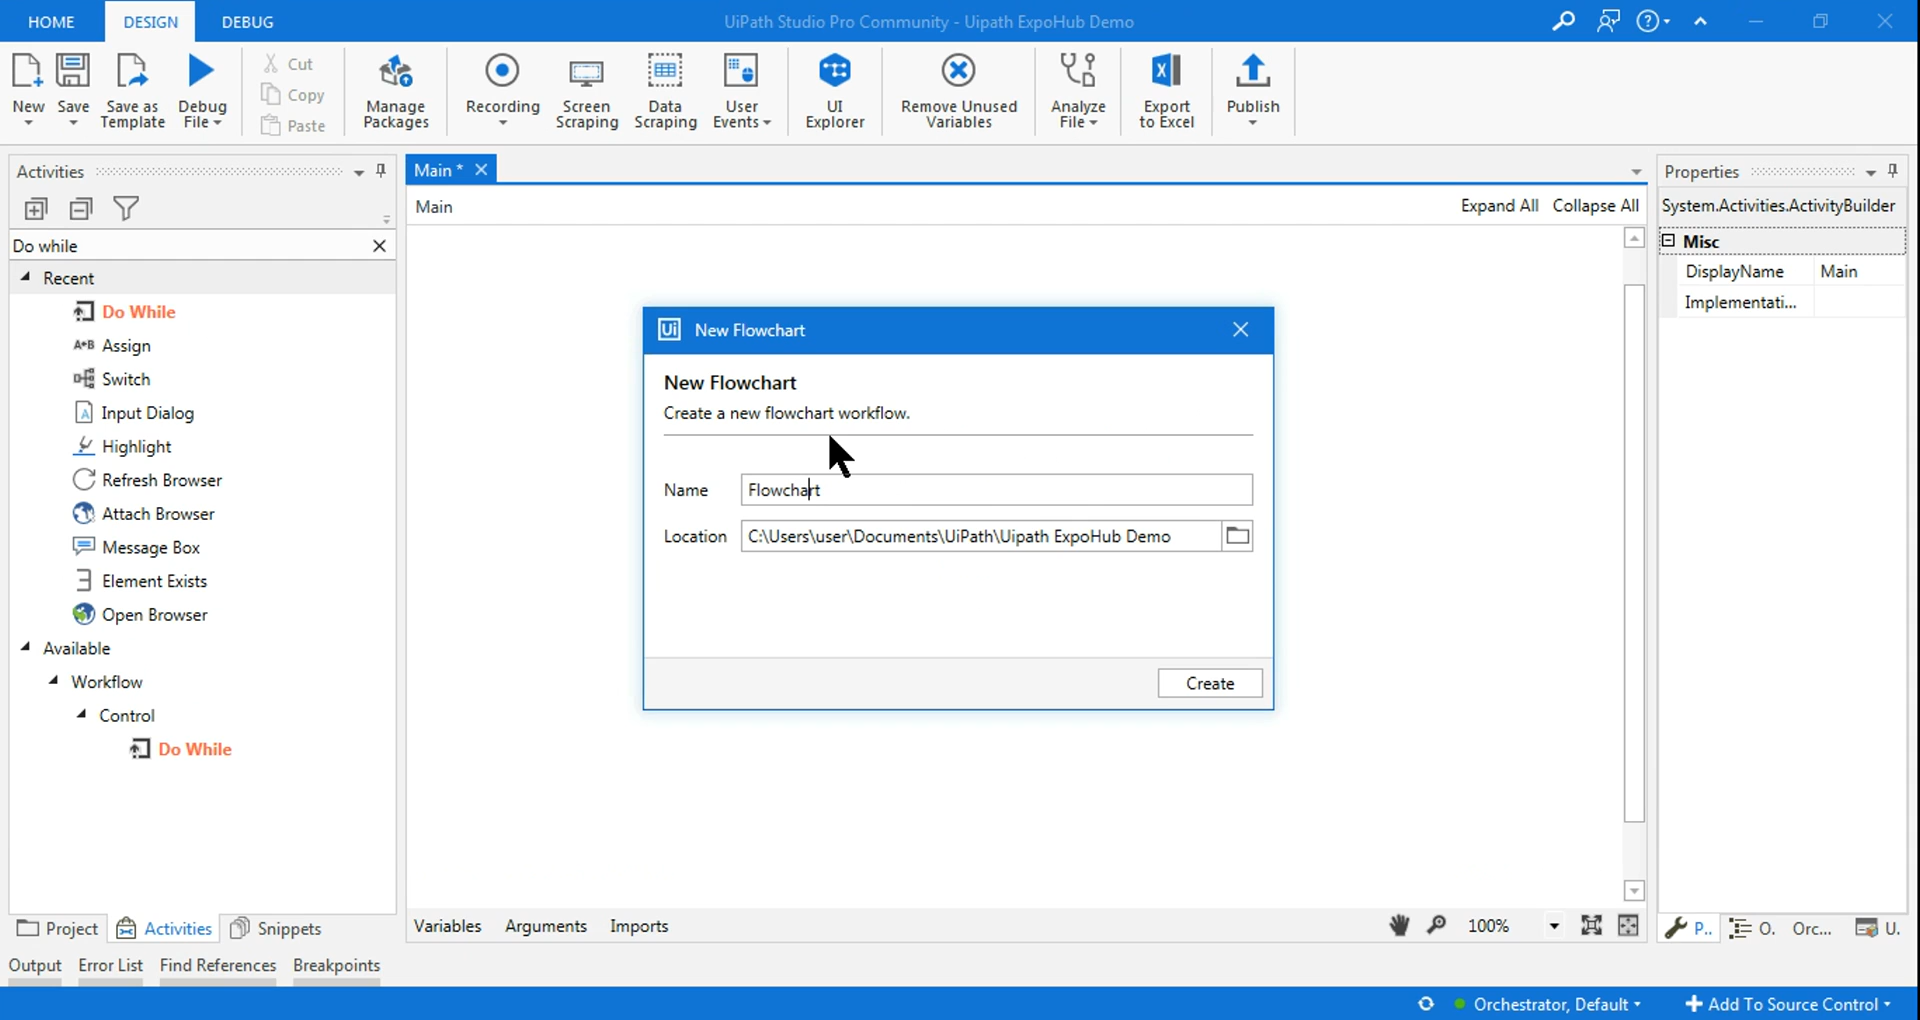 HOME DESIGN DEBUG UiPath Studio Pro Community - Uipath ExpoHub Demo
New Save Save as Template Debug File Cut Copy Paste Manage Packages Recording Screen Scraping Data Scraping User Events UI Explorer Remove Unused Variables Analyze File Export to Excel Publish
Activities
Do while
Recent
Do While
A+B Assign
Switch
Input Dialog
Highlight
Refresh Browser
Attach Browser
Message Box
Element Exists
Open Browser
Available
Workflow
Control
Do While
Project Activities Snippets
Main *
Main Expand All Collapse All
Ui New Flowchart
New Flowchart
Create a new flowchart workflow.
Name Flowchart
Location C:\Users\user\Documents\UiPath\Uipath ExpoHub Demo
Create
Variables Arguments Imports 100%
Properties
System.Activities.ActivityBuilder
Misc
DisplayName Main
Implementati...
P.. O. Orc... U.
Output Error List Find References Breakpoints
Orchestrator, Default Add To Source Control